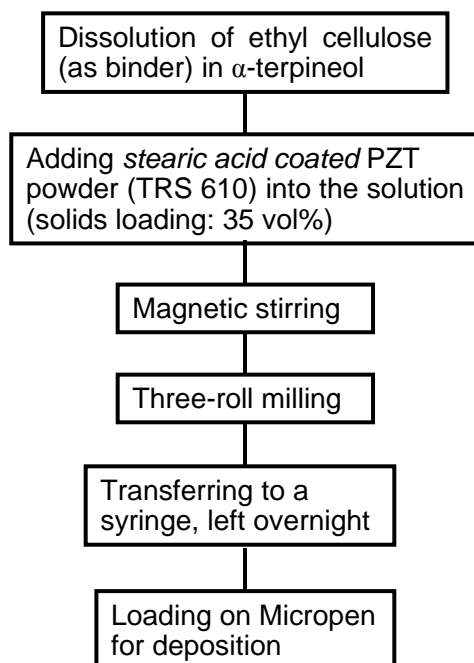 Dissolution of ethyl cellulose
(as binder) in α-terpineol
Adding stearic acid coated PZT
powder (TRS 610) into the solution
(solids loading: 35 vol%)
Magnetic stirring
Three-roll milling
Transferring to a
syringe, left overnight
Loading on Micropen
for deposition